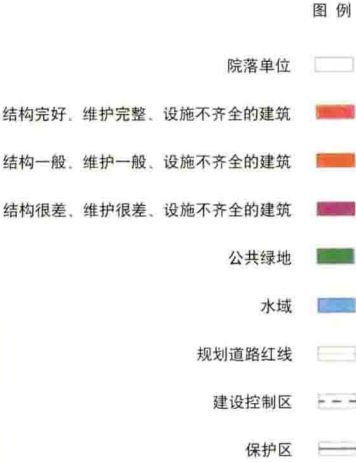 图 例
院落单位
结构完好、维护完整、设施不齐全的建筑
结构一般、维护一般、设施不齐全的建筑
结构很差、维护很差、设施不齐全的建筑
公共绿地
水域
规划道路红线
建设控制区
保护区